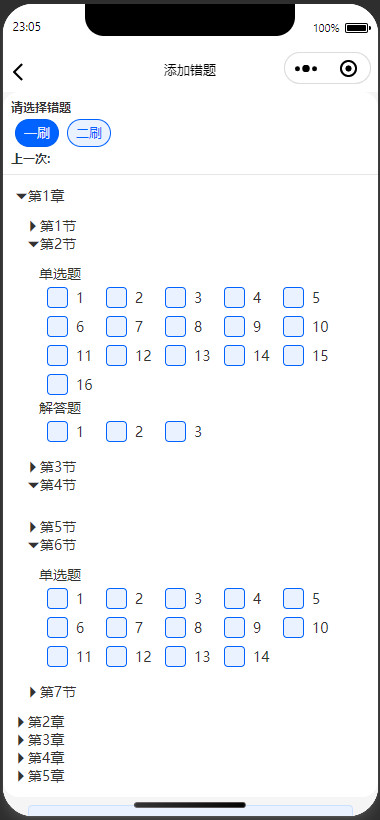 23:05 100%
添加错题
请选择错题
一刷 二刷
上一次:
第1章
第1节
第2节
单选题
1 2 3 4 5
6 7 8 9 10
11 12 13 14 15
16
解答题
1 2 3
第3节
第4节
第5节
第6节
单选题
1 2 3 4 5
6 7 8 9 10
11 12 13 14
第7节
第2章
第3章
第4章
第5章